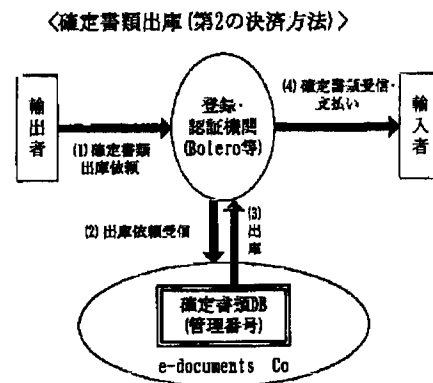 〈確定書類出庫(第2の決済方法)〉
輸出者
(1)確定書類
出庫依頼
登録・
認証機関
(Bolero等)
(4)確定書類受信・
支払い
輸入者
(2)出庫依頼受信
(3)出庫
確定書類DB
(管理番号)
e-documents Co